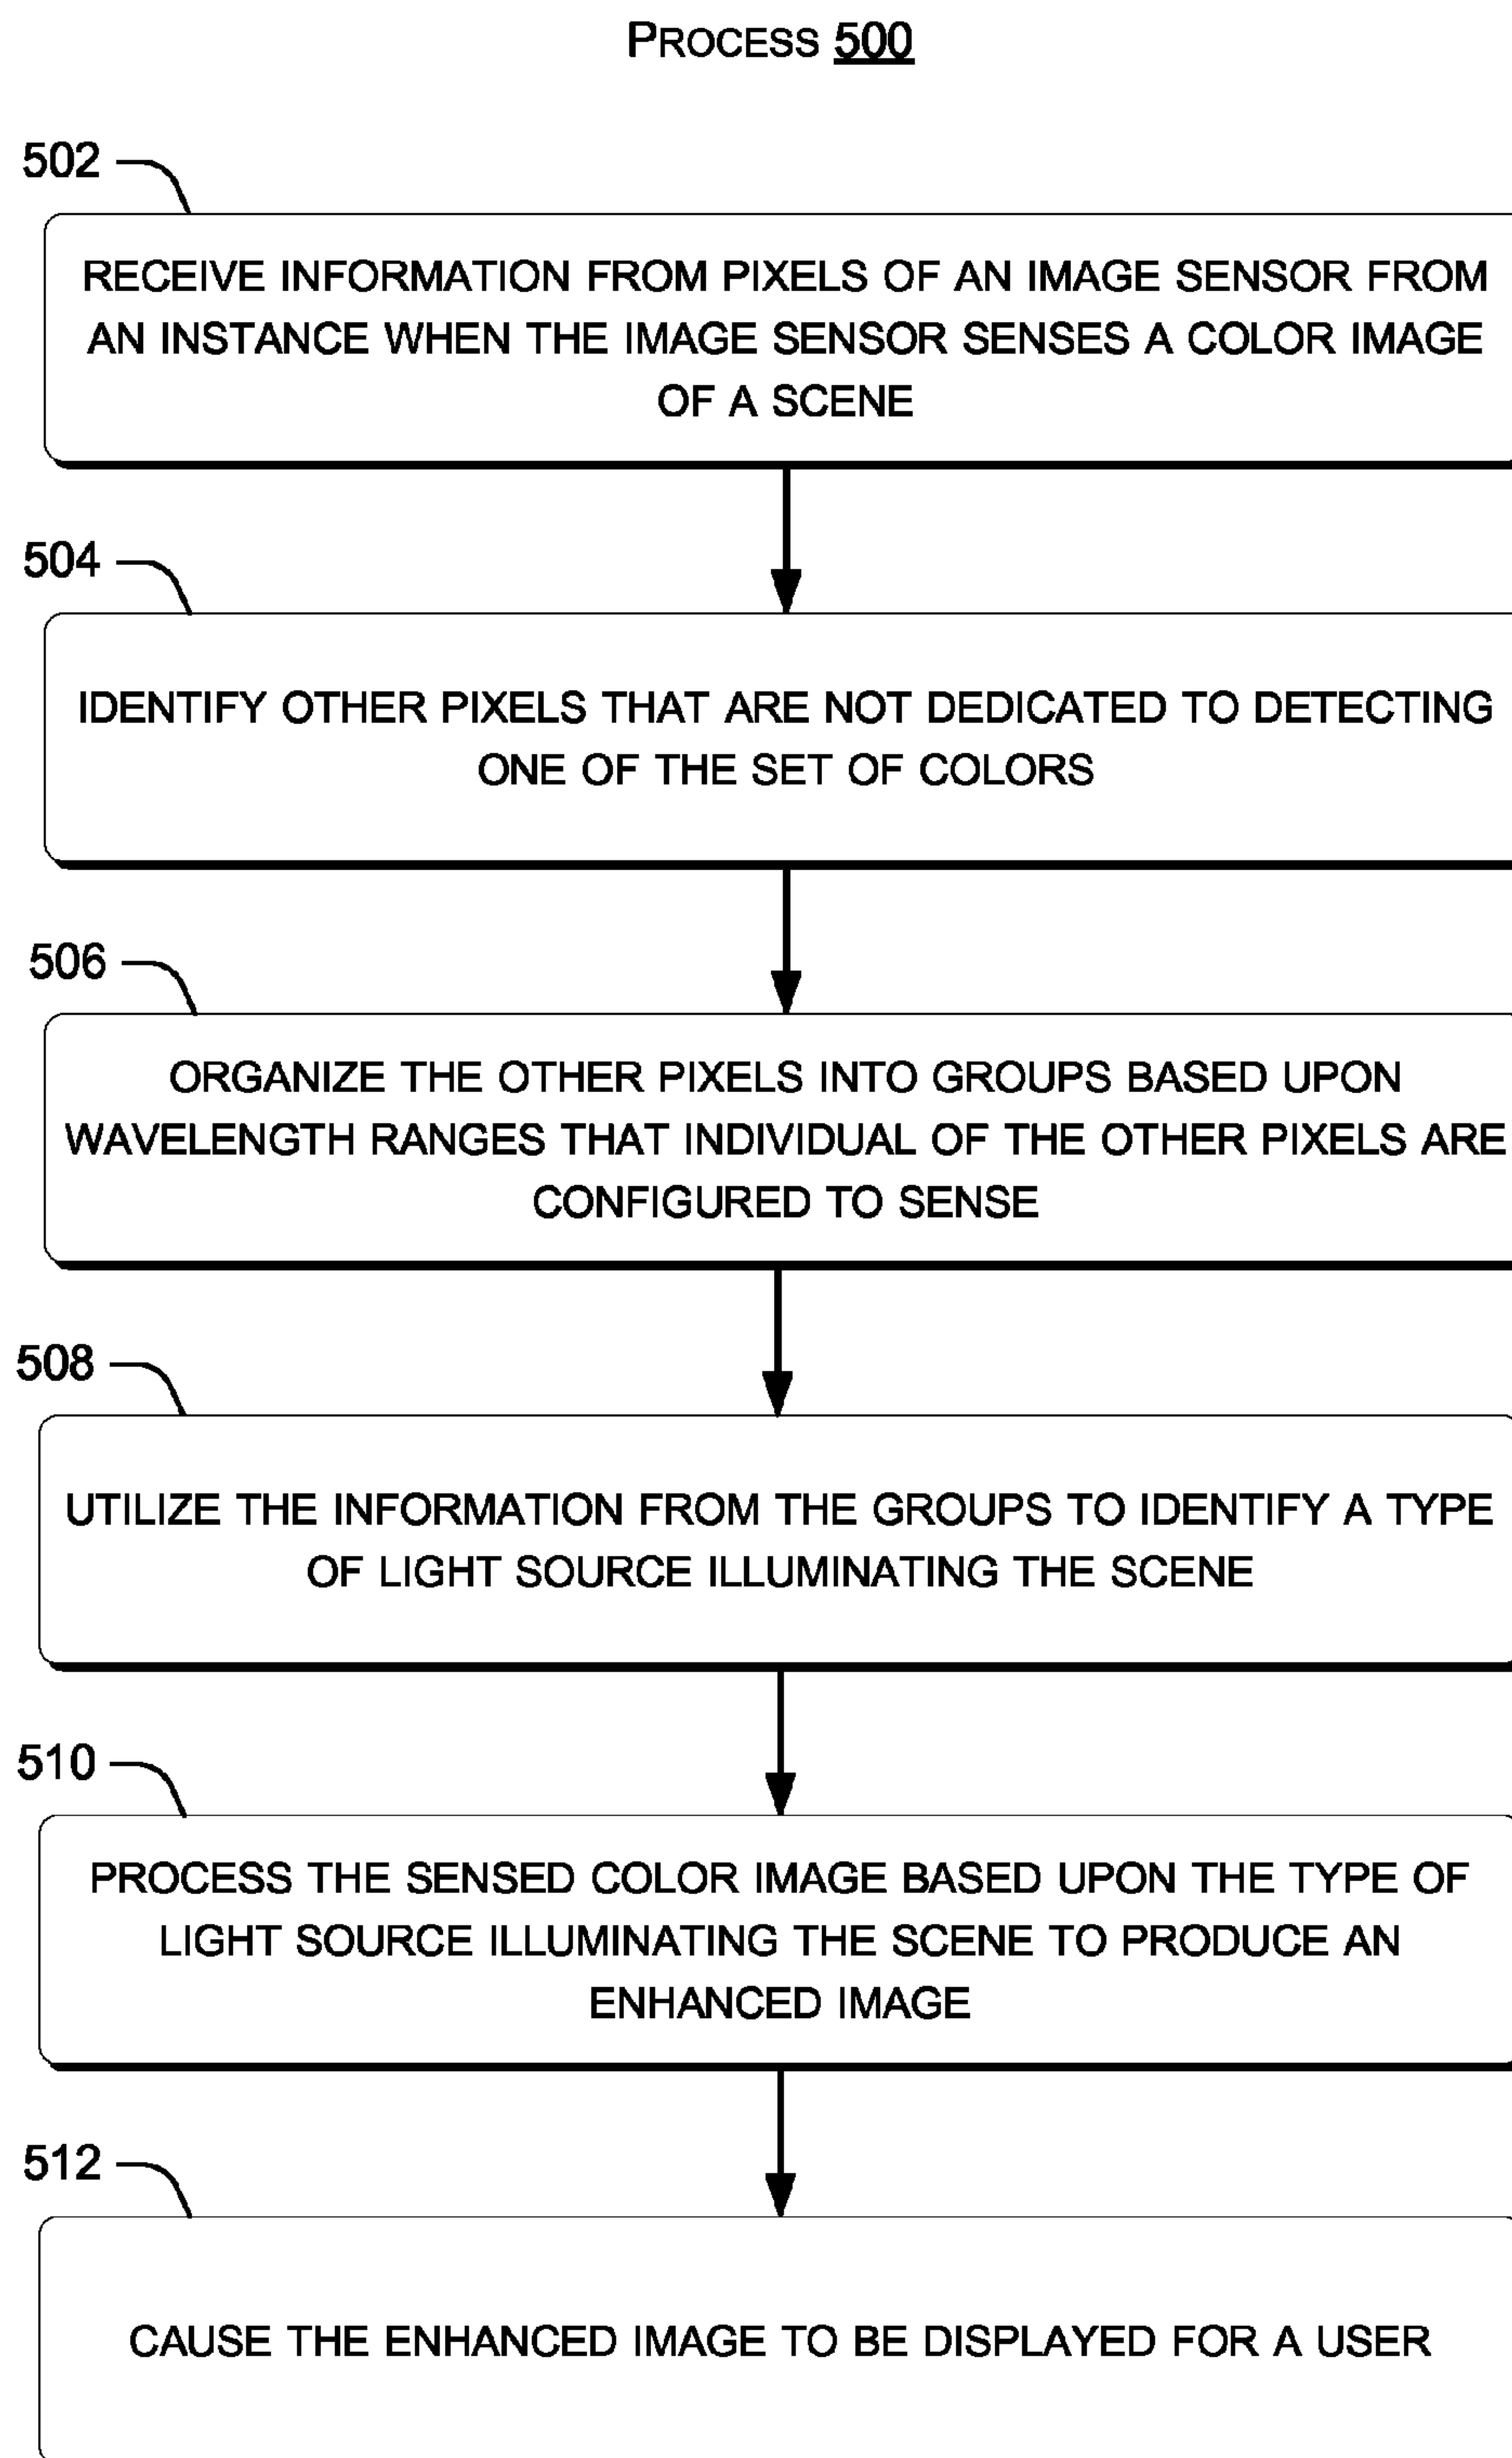 PROCESS 500
502
RECEIVE INFORMATION FROM PIXELS OF AN IMAGE SENSOR FROM
AN INSTANCE WHEN THE IMAGE SENSOR SENSES A COLOR IMAGE
OF A SCENE
504
IDENTIFY OTHER PIXELS THAT ARE NOT DEDICATED TO DETECTING
ONE OF THE SET OF COLORS
506
ORGANIZE THE OTHER PIXELS INTO GROUPS BASED UPON
WAVELENGTH RANGES THAT INDIVIDUAL OF THE OTHER PIXELS ARE
CONFIGURED TO SENSE
508
UTILIZE THE INFORMATION FROM THE GROUPS TO IDENTIFY A TYPE
OF LIGHT SOURCE ILLUMINATING THE SCENE
510
PROCESS THE SENSED COLOR IMAGE BASED UPON THE TYPE OF
LIGHT SOURCE ILLUMINATING THE SCENE TO PRODUCE AN
ENHANCED IMAGE
512
CAUSE THE ENHANCED IMAGE TO BE DISPLAYED FOR A USER